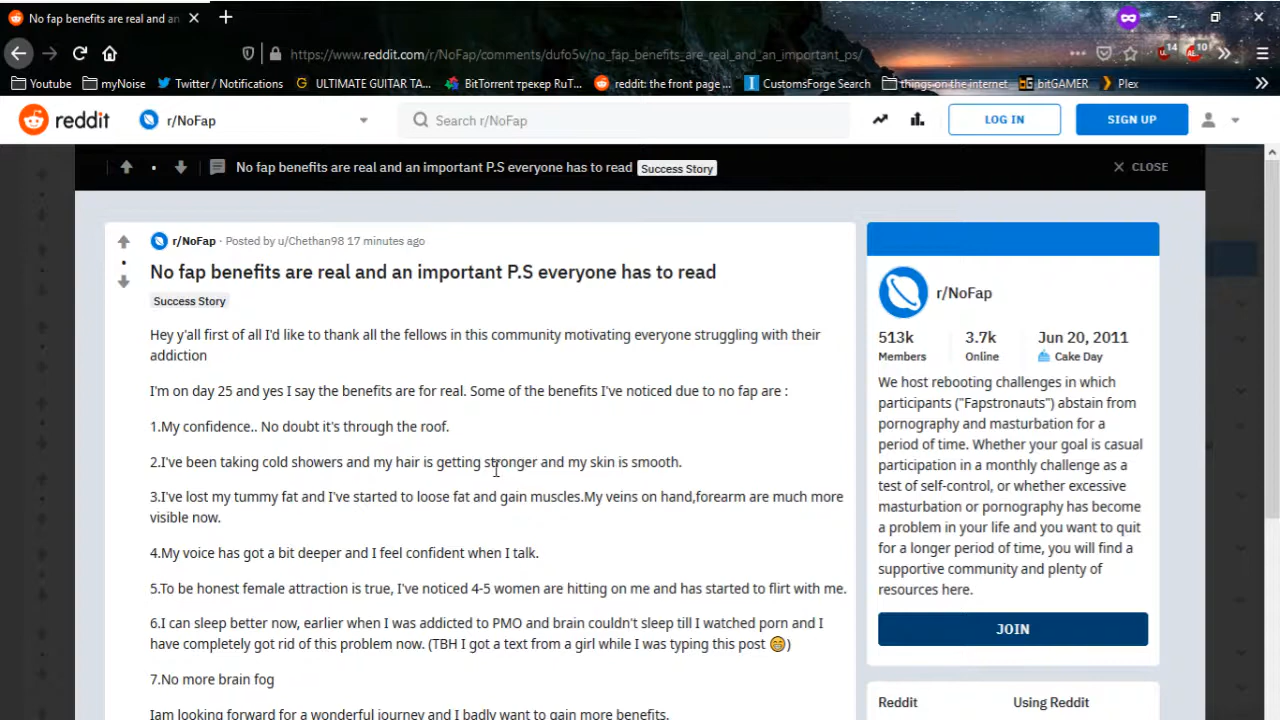 No fap benefits are real and an
https://www.reddit.com/r/NoFap/comments/dufo5v/no_fap_benefits_are_real_and_an_important_ps/
14
10
Youtube
myNoise
Twitter / Notifications
ULTIMATE GUITAR TA...
BitTorrent трекер RuT...
reddit: the front page ...
CustomsForge Search
things on the internet
bitGAMER
Plex
reddit
r/NoFap
Search r/NoFap
LOG IN
SIGN UP
No fap benefits are real and an important P.S everyone has to read Success Story
CLOSE
r/NoFap · Posted by u/Chethan98 17 minutes ago
No fap benefits are real and an important P.S everyone has to read
Success Story
Hey y'all first of all I'd like to thank all the fellows in this community motivating everyone struggling with their
addiction
I'm on day 25 and yes I say the benefits are for real. Some of the benefits I've noticed due to no fap are :
1.My confidence.. No doubt it's through the roof.
2.I've been taking cold showers and my hair is getting stronger and my skin is smooth.
3.I've lost my tummy fat and I've started to loose fat and gain muscles.My veins on hand,forearm are much more
visible now.
4.My voice has got a bit deeper and I feel confident when I talk.
5.To be honest female attraction is true, I've noticed 4-5 women are hitting on me and has started to flirt with me.
6.I can sleep better now, earlier when I was addicted to PMO and brain couldn't sleep till I watched porn and I
have completely got rid of this problem now. (TBH I got a text from a girl while I was typing this post 😁)
7.No more brain fog
Iam looking forward for a wonderful journey and I badly want to gain more benefits.
r/NoFap
513k
Members
3.7k
Online
Jun 20, 2011
Cake Day
We host rebooting challenges in which
participants ("Fapstronauts") abstain from
pornography and masturbation for a
period of time. Whether your goal is casual
participation in a monthly challenge as a
test of self-control, or whether excessive
masturbation or pornography has become
a problem in your life and you want to quit
for a longer period of time, you will find a
supportive community and plenty of
resources here.
JOIN
Reddit
Using Reddit